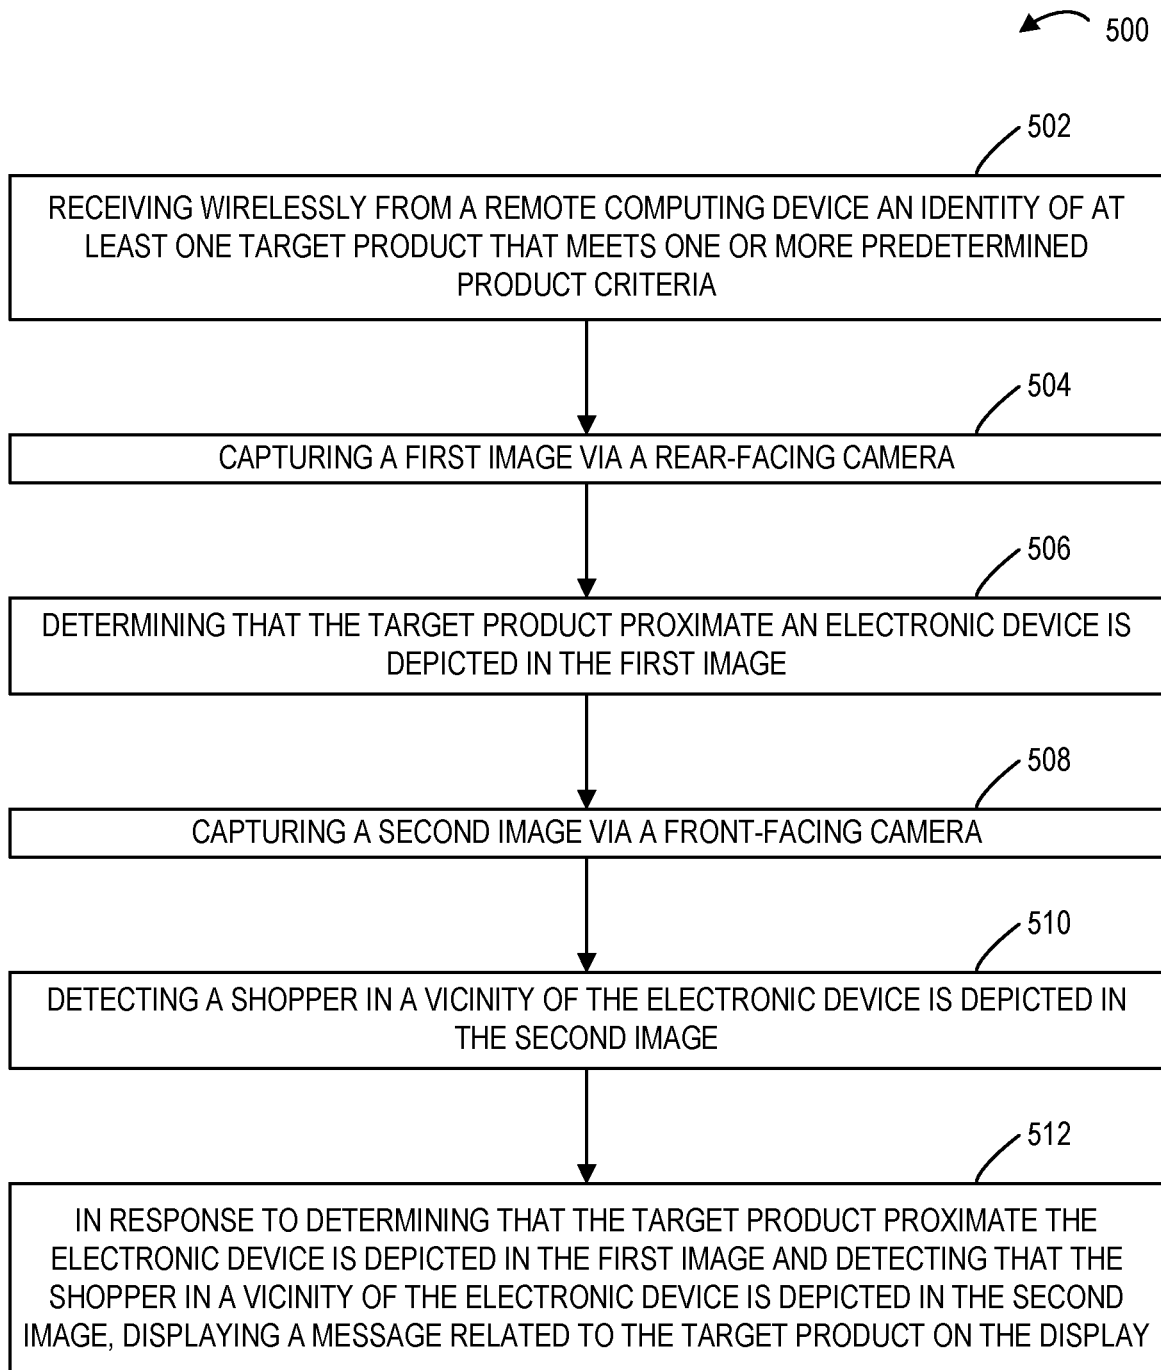 500
502
RECEIVING WIRELESSLY FROM A REMOTE COMPUTING DEVICE AN IDENTITY OF AT
LEAST ONE TARGET PRODUCT THAT MEETS ONE OR MORE PREDETERMINED
PRODUCT CRITERIA
504
CAPTURING A FIRST IMAGE VIA A REAR-FACING CAMERA
506
DETERMINING THAT THE TARGET PRODUCT PROXIMATE AN ELECTRONIC DEVICE IS
DEPICTED IN THE FIRST IMAGE
508
CAPTURING A SECOND IMAGE VIA A FRONT-FACING CAMERA
510
DETECTING A SHOPPER IN A VICINITY OF THE ELECTRONIC DEVICE IS DEPICTED IN
THE SECOND IMAGE
512
IN RESPONSE TO DETERMINING THAT THE TARGET PRODUCT PROXIMATE THE
ELECTRONIC DEVICE IS DEPICTED IN THE FIRST IMAGE AND DETECTING THAT THE
SHOPPER IN A VICINITY OF THE ELECTRONIC DEVICE IS DEPICTED IN THE SECOND
IMAGE, DISPLAYING A MESSAGE RELATED TO THE TARGET PRODUCT ON THE DISPLAY